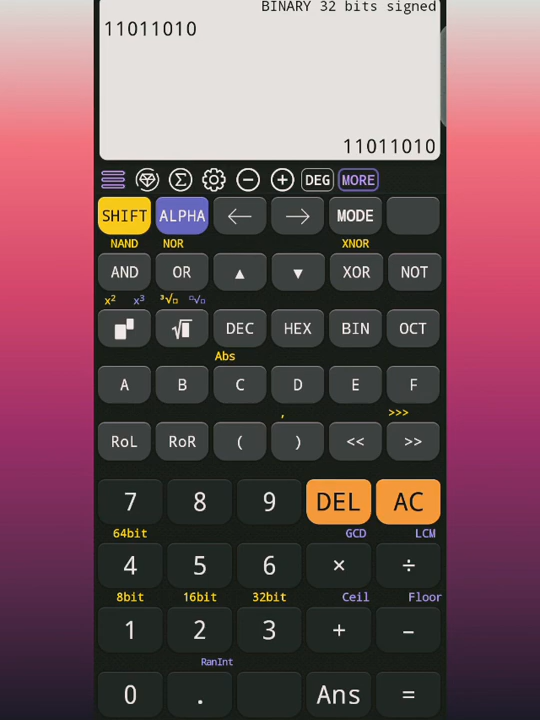 BINARY 32 bits signed
11011010
11011010
DEG MORE
SHIFT ALPHA ← → MODE
NAND NOR XNOR
AND OR ▲ ▼ XOR NOT
x² x³ ³√□ □√□
√ DEC HEX BIN OCT
Abs
A B C D E F
, >>>
RoL RoR ( ) << >>
7 8 9 DEL AC
64bit GCD LCM
4 5 6 × ÷
8bit 16bit 32bit Ceil Floor
1 2 3 + −
RanInt
0 . Ans =